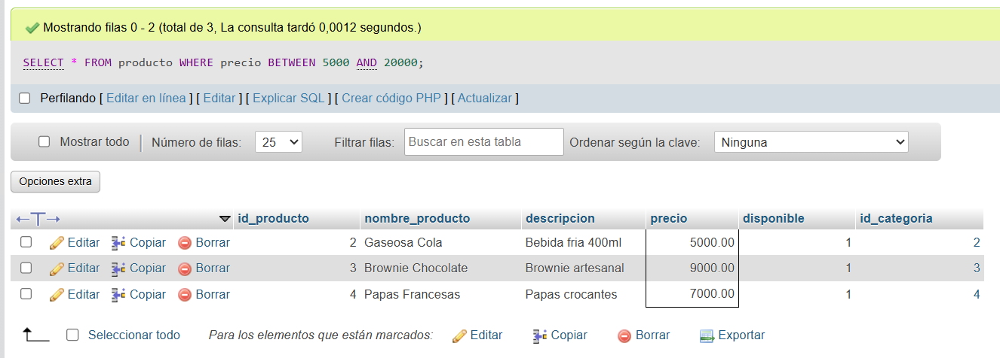 Mostrando filas 0 - 2 (total de 3, La consulta tardó 0,0012 segundos.)
SELECT * FROM producto WHERE precio BETWEEN 5000 AND 20000;
Perfilando [ Editar en línea ] [ Editar ] [ Explicar SQL ] [ Crear código PHP ] [ Actualizar ]
Mostrar todo Número de filas: 25 Filtrar filas: Buscar en esta tabla Ordenar según la clave: Ninguna
Opciones extra
←T→ id_producto nombre_producto descripcion precio disponible id_categoria
Editar Copiar Borrar 2 Gaseosa Cola Bebida fria 400ml 5000.00 1 2
Editar Copiar Borrar 3 Brownie Chocolate Brownie artesanal 9000.00 1 3
Editar Copiar Borrar 4 Papas Francesas Papas crocantes 7000.00 1 4
Seleccionar todo Para los elementos que están marcados: Editar Copiar Borrar Exportar